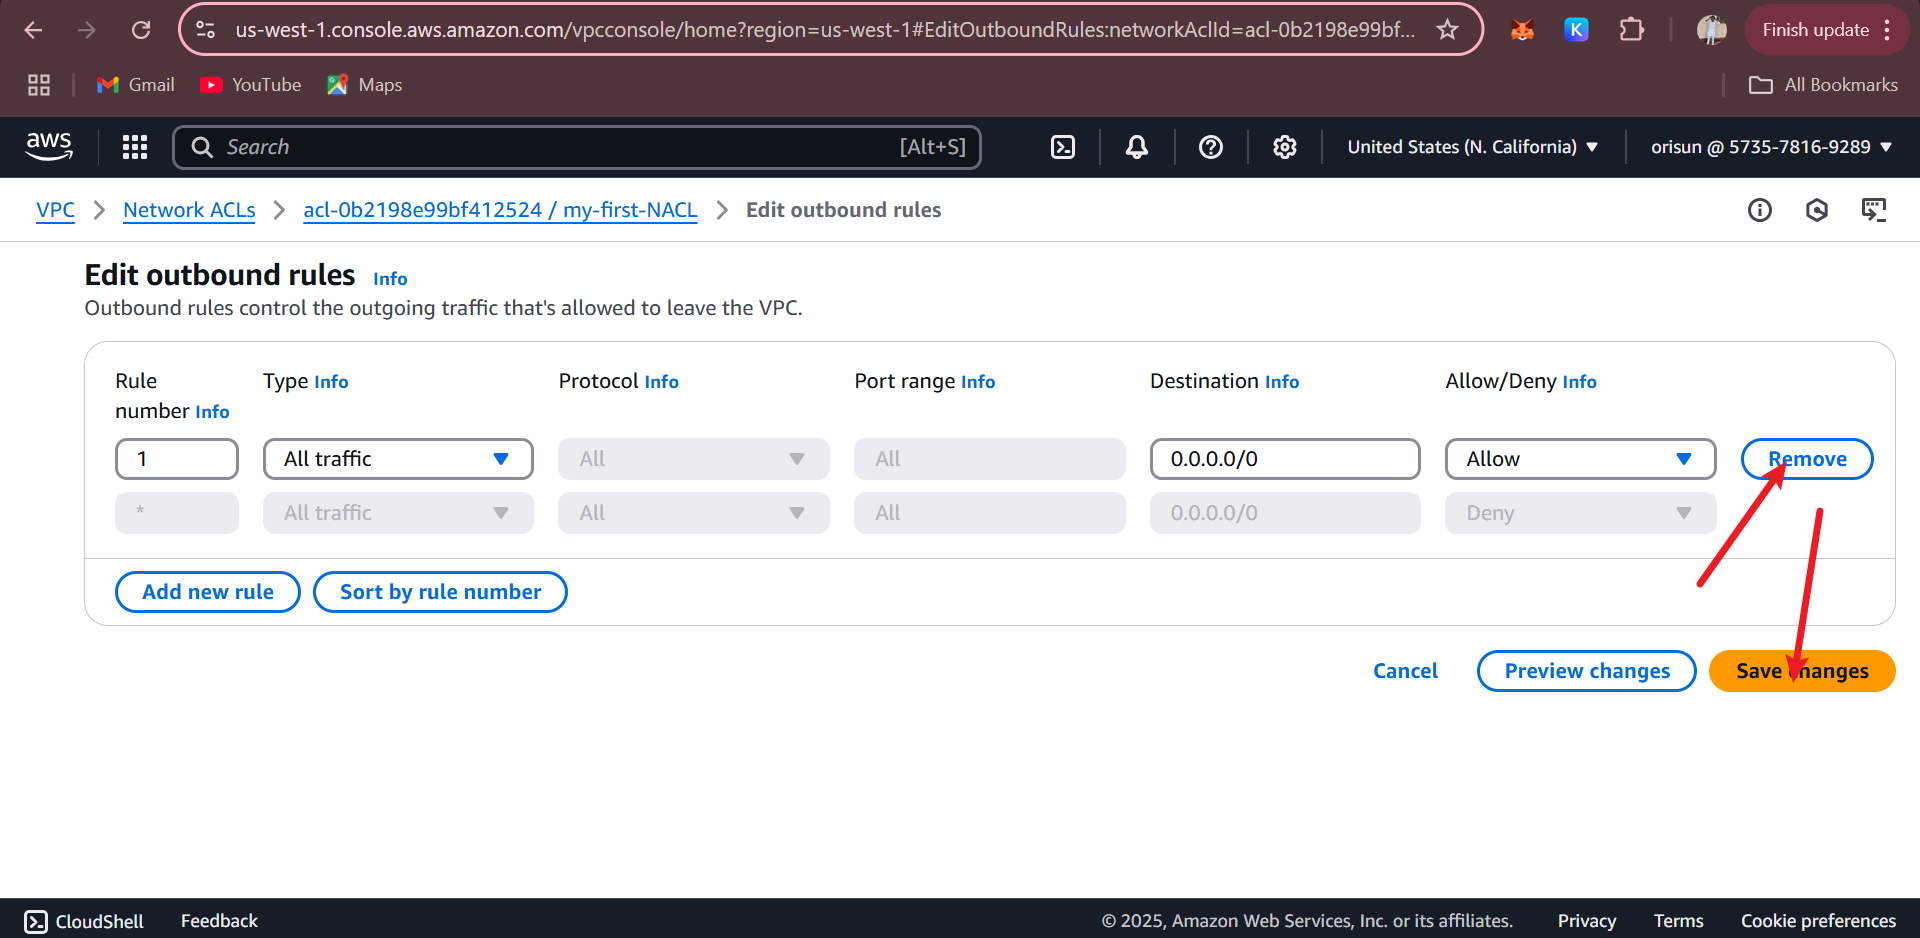 us-west-1.console.aws.amazon.com/vpcconsole/home?region=us-west-1#EditOutboundRules:networkAclId=acl-0b2198e99bf...
K
Finish update
Gmail
YouTube
Maps
All Bookmarks
aws
Search
[Alt+S]
United States (N. California)
orisun @ 5735-7816-9289
VPC
Network ACLs
acl-0b2198e99bf412524 / my-first-NACL
Edit outbound rules
Edit outbound rules Info
Outbound rules control the outgoing traffic that's allowed to leave the VPC.
Rule number Info
Type Info
Protocol Info
Port range Info
Destination Info
Allow/Deny Info
1
All traffic
All
All
0.0.0.0/0
Allow
Remove
*
All traffic
All
All
0.0.0.0/0
Deny
Add new rule
Sort by rule number
Cancel
Preview changes
Save changes
CloudShell
Feedback
© 2025, Amazon Web Services, Inc. or its affiliates.
Privacy
Terms
Cookie preferences